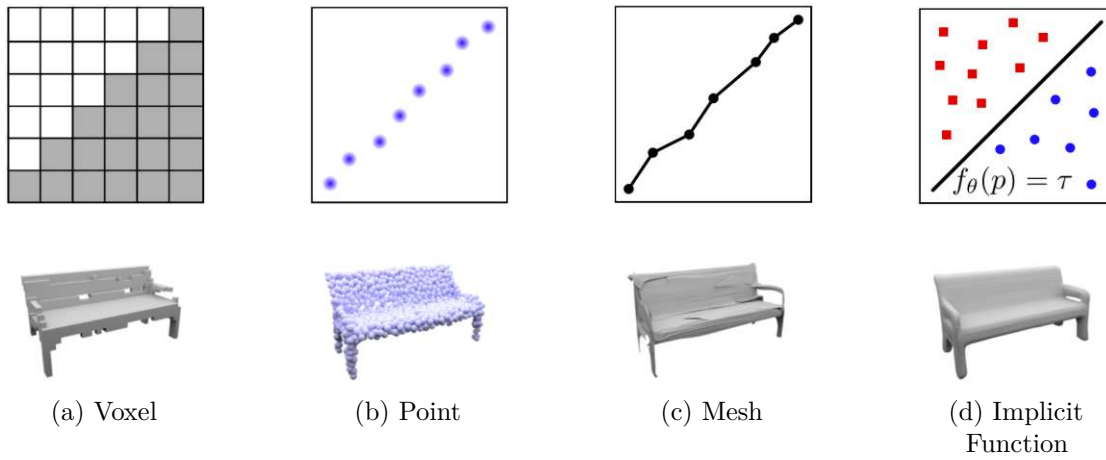 f_θ(p) = τ
(a) Voxel
(b) Point
(c) Mesh
(d) Implicit
Function